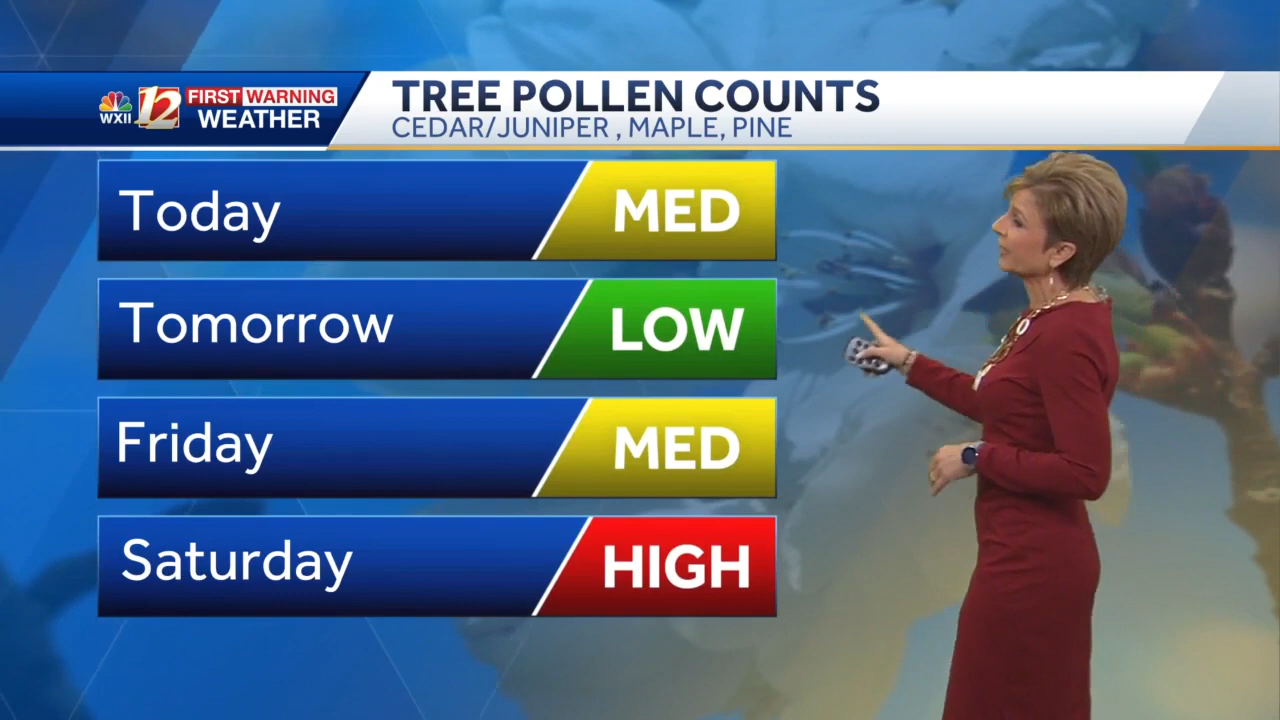 WXII 12 FIRST WARNING
WEATHER
TREE POLLEN COUNTS
CEDAR/JUNIPER , MAPLE, PINE
Today MED
Tomorrow LOW
Friday MED
Saturday HIGH